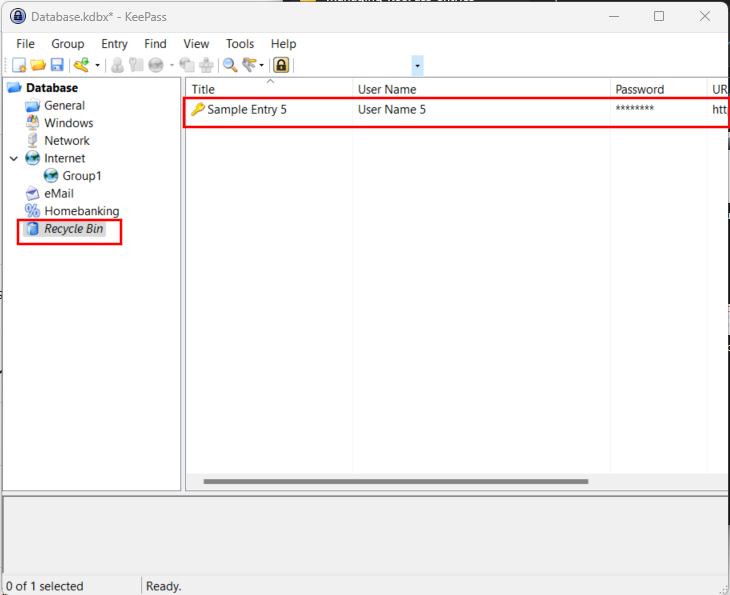 Database.kdbx* - KeePass
File Group Entry Find View Tools Help
Database
General
Windows
Network
Internet
Group1
eMail
Homebanking
Recycle Bin
Title User Name Password UR
Sample Entry 5 User Name 5 ******** htt
0 of 1 selected Ready.